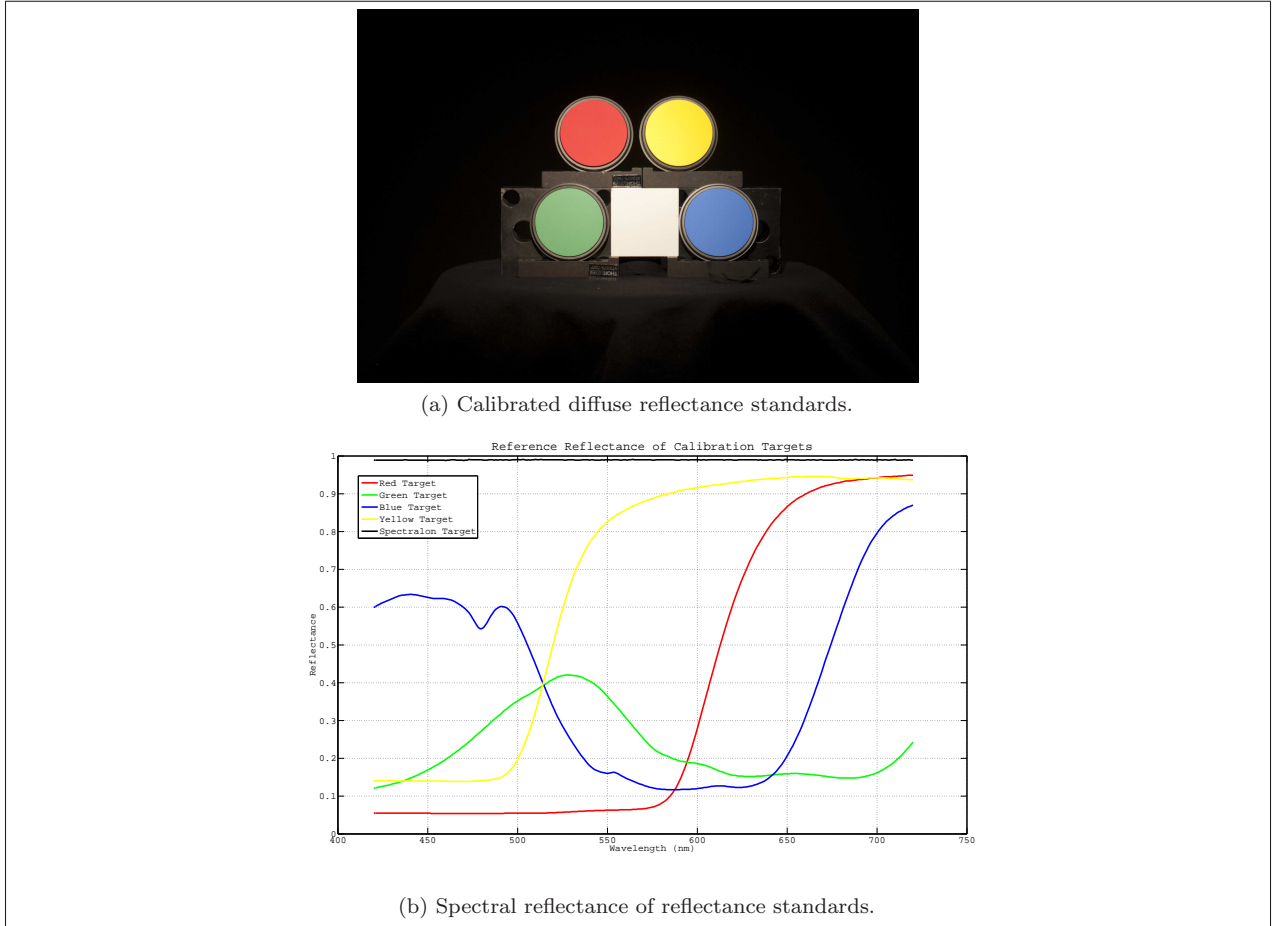 (a) Calibrated diffuse reflectance standards.
Reference Reflectance of Calibration Targets
1
0.9
0.8
0.7
0.6
0.5
0.4
0.3
0.2
0.1
0
Reflectance
Red Target
Green Target
Blue Target
Yellow Target
Spectralon Target
400 450 500 550 600 650 700 750
Wavelength (nm)
(b) Spectral reflectance of reflectance standards.